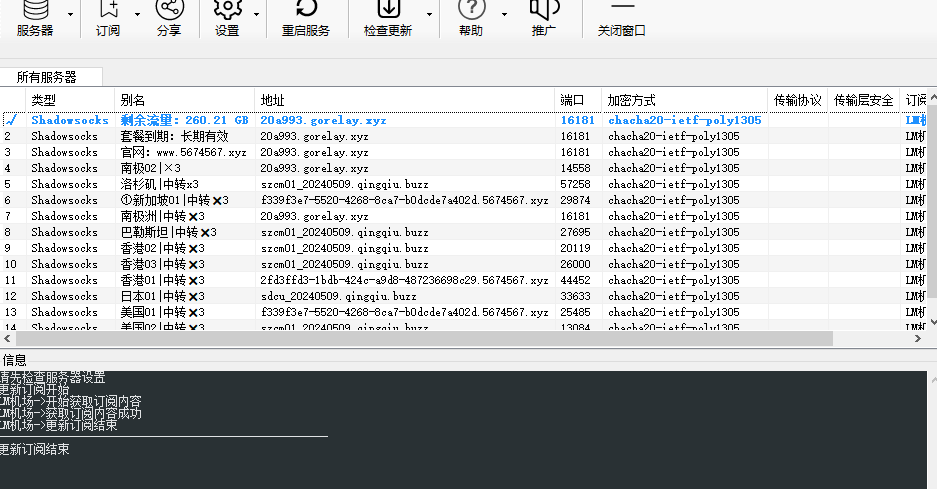 服务器 订阅 分享 设置 重启服务 检查更新 帮助 推广 关闭窗口
所有服务器
类型 别名 地址 端口 加密方式 传输协议 传输层安全 订阅
✓ Shadowsocks 剩余流量：260.21 GB 20a993.gorelay.xyz 16181 chacha20-ietf-poly1305 LM机
2 Shadowsocks 套餐到期：长期有效 20a993.gorelay.xyz 16181 chacha20-ietf-poly1305 LM机
3 Shadowsocks 官网：www.5674567.xyz 20a993.gorelay.xyz 16181 chacha20-ietf-poly1305 LM机
4 Shadowsocks 南极02|×3 20a993.gorelay.xyz 14558 chacha20-ietf-poly1305 LM机
5 Shadowsocks 洛杉矶|中转x3 szcm01_20240509.qingqiu.buzz 57258 chacha20-ietf-poly1305 LM机
6 Shadowsocks ①新加坡01|中转✖3 f339f3e7-5520-4268-8ca7-b0dcde7a402d.5674567.xyz 29874 chacha20-ietf-poly1305 LM机
7 Shadowsocks 南极洲|中转✖3 20a993.gorelay.xyz 16181 chacha20-ietf-poly1305 LM机
8 Shadowsocks 巴勒斯坦|中转✖3 szcm01_20240509.qingqiu.buzz 27695 chacha20-ietf-poly1305 LM机
9 Shadowsocks 香港02|中转✖3 szcm01_20240509.qingqiu.buzz 20119 chacha20-ietf-poly1305 LM机
10 Shadowsocks 香港03|中转✖3 szcm01_20240509.qingqiu.buzz 26000 chacha20-ietf-poly1305 LM机
11 Shadowsocks 香港01|中转✖3 2fd3ffd3-1bdb-424c-a9d8-487236698c29.5674567.xyz 44452 chacha20-ietf-poly1305 LM机
12 Shadowsocks 日本01|中转✖3 sdcu_20240509.qingqiu.buzz 33633 chacha20-ietf-poly1305 LM机
13 Shadowsocks 美国01|中转✖3 f339f3e7-5520-4268-8ca7-b0dcde7a402d.5674567.xyz 25485 chacha20-ietf-poly1305 LM机
14 Shadowsocks 美国02|中转✖3 szcm01_20240509.qingqiu.buzz 13084 chacha20-ietf-poly1305 LM机
信息
请先检查服务器设置
更新订阅开始
LM机场->开始获取订阅内容
LM机场->获取订阅内容成功
LM机场->更新订阅结束
更新订阅结束